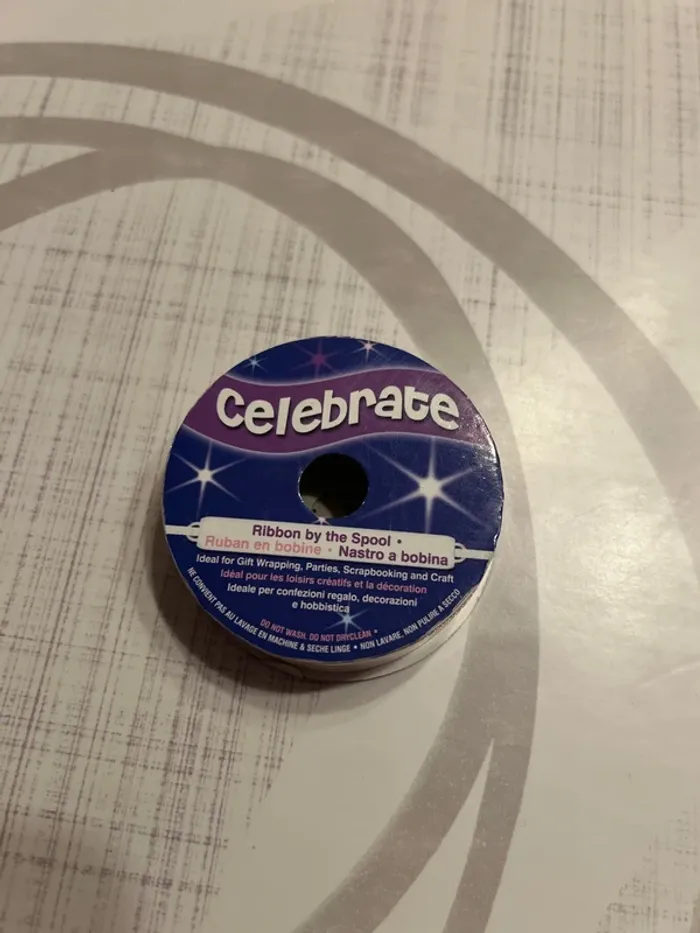 Celebrate
Ribbon by the Spool •
Ruban en bobine • Nastro a bobina
Ideal for Gift Wrapping, Parties, Scrapbooking and Craft
Idéal pour les loisirs créatifs et la décoration
Ideale per confezioni regalo, decorazioni
e hobbistica
DO NOT WASH. DO NOT DRYCLEAN •
NE CONVIENT PAS AU LAVAGE EN MACHINE & SECHE LINGE • NON LAVARE, NON PULIRE A SECCO